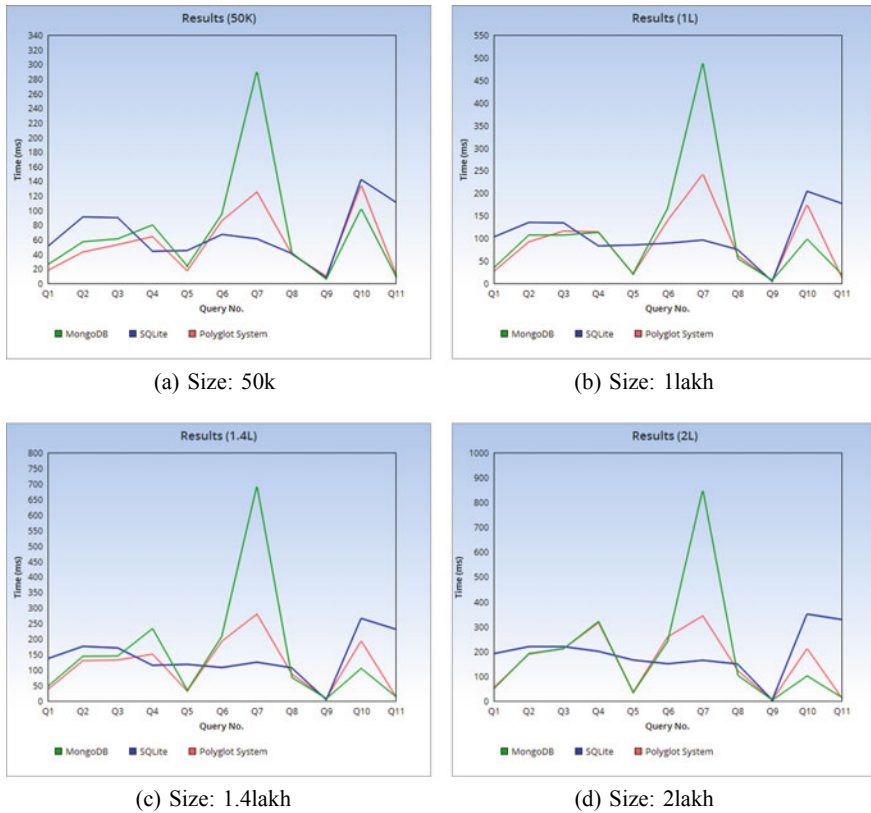 Results (50K)
340
320
300
280
260
240
220
200
180
160
140
120
100
80
60
40
20
0
Time (ms)
Q1 Q2 Q3 Q4 Q5 Q6 Q7 Q8 Q9 Q10 Q11
Query No.
MongoDB SQLite Polyglot System
(a) Size: 50k
Results (1L)
550
500
450
400
350
300
250
200
150
100
50
0
Time (ms)
Q1 Q2 Q3 Q4 Q5 Q6 Q7 Q8 Q9 Q10 Q11
Query No.
MongoDB SQLite Polyglot System
(b) Size: 1lakh
Results (1.4L)
800
750
700
650
600
550
500
450
400
350
300
250
200
150
100
50
0
Time (ms)
Q1 Q2 Q3 Q4 Q5 Q6 Q7 Q8 Q9 Q10 Q11
Query No.
MongoDB SQLite Polyglot System
(c) Size: 1.4lakh
Results (2L)
1000
900
800
700
600
500
400
300
200
100
0
Time (ms)
Q1 Q2 Q3 Q4 Q5 Q6 Q7 Q8 Q9 Q10 Q11
Query No.
MongoDB SQLite Polyglot System
(d) Size: 2lakh